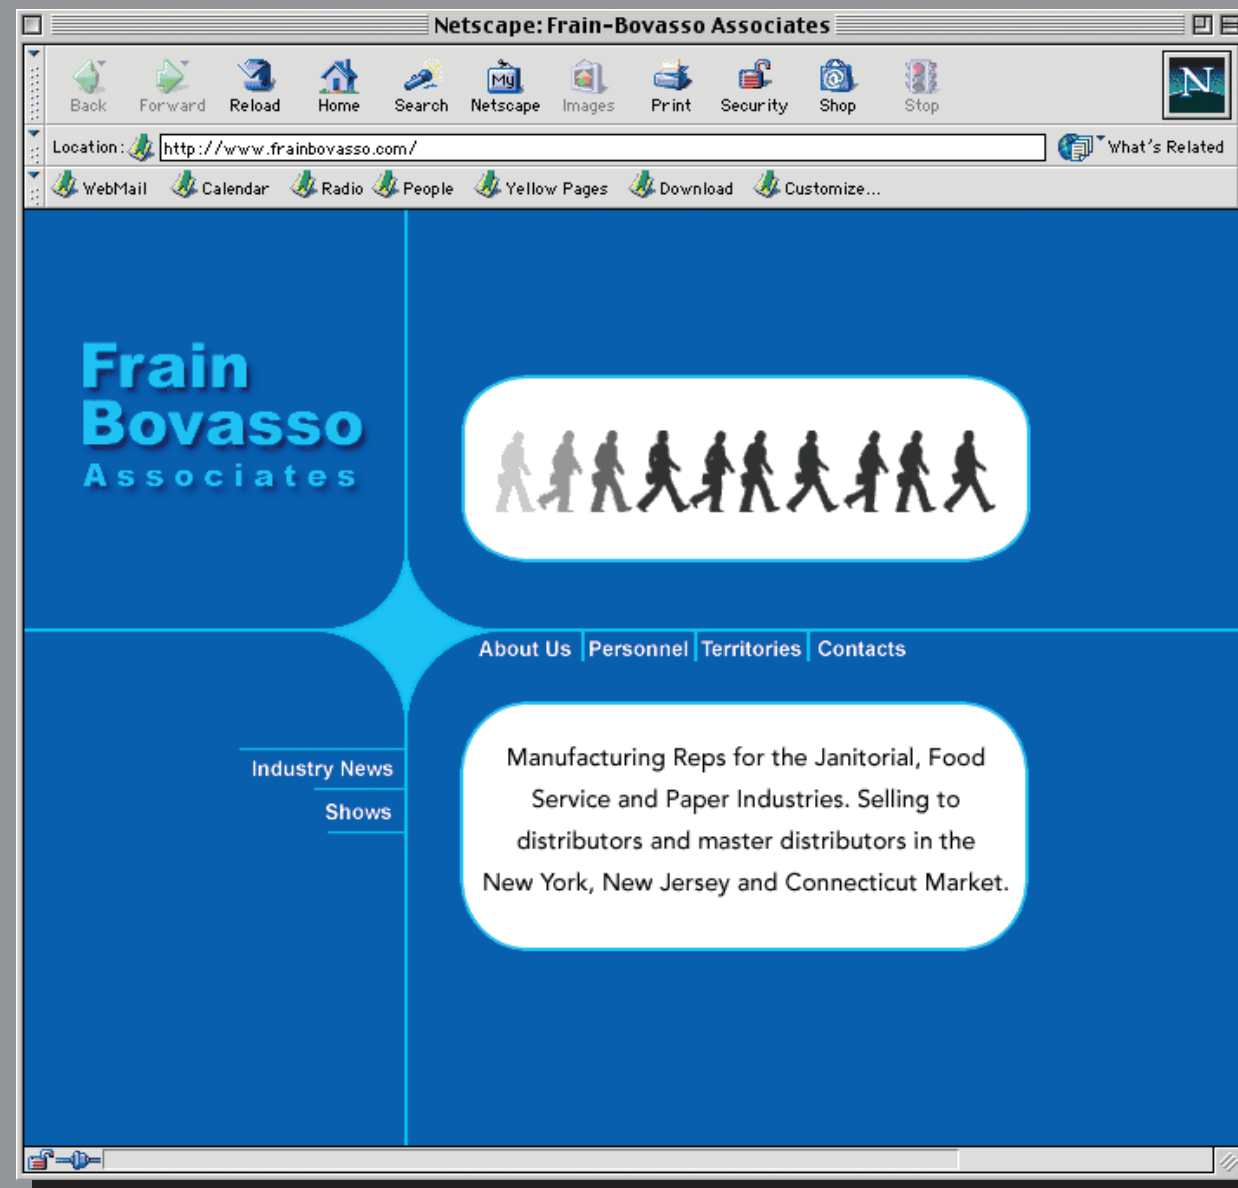 Netscape: Frain-Bovasso Associates
Back Forward Reload Home Search Netscape Images Print Security Shop Stop
My
N
Location: http://www.frainbovasso.com/ What's Related
WebMail Calendar Radio People Yellow Pages Download Customize...
Frain
Bovasso
Associates
About Us Personnel Territories Contacts
Industry News
Shows
Manufacturing Reps for the Janitorial, Food
Service and Paper Industries. Selling to
distributors and master distributors in the
New York, New Jersey and Connecticut Market.